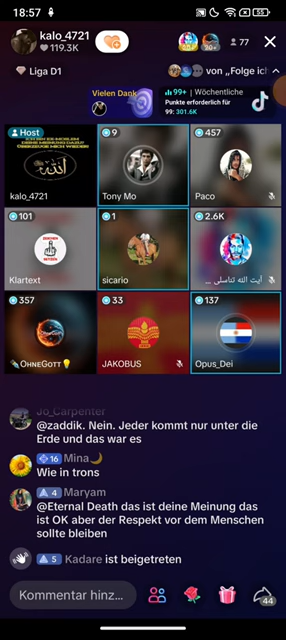 18:57
55
kalo_4721
119.3K
30+
77
Liga D1
von „Folge ich
Vielen Dank
99+ | Wöchentliche
Punkte erforderlich für
99: 301.6K
Host
kalo_4721
9
Tony Mo
457
Paco
101
Klartext
1
sicario
2.6K
357
OHNEGOTT
33
JAKOBUS
137
Opus_Dei
Jo_Carpenter
@zaddik. Nein. Jeder kommt nur unter die
Erde und das war es
16 Mina
Wie in trons
4 Maryam
@Eternal Death das ist deine Meinung das
ist OK aber der Respekt vor dem Menschen
sollte bleiben
5 Kadare ist beigetreten
Kommentar hinz...
44